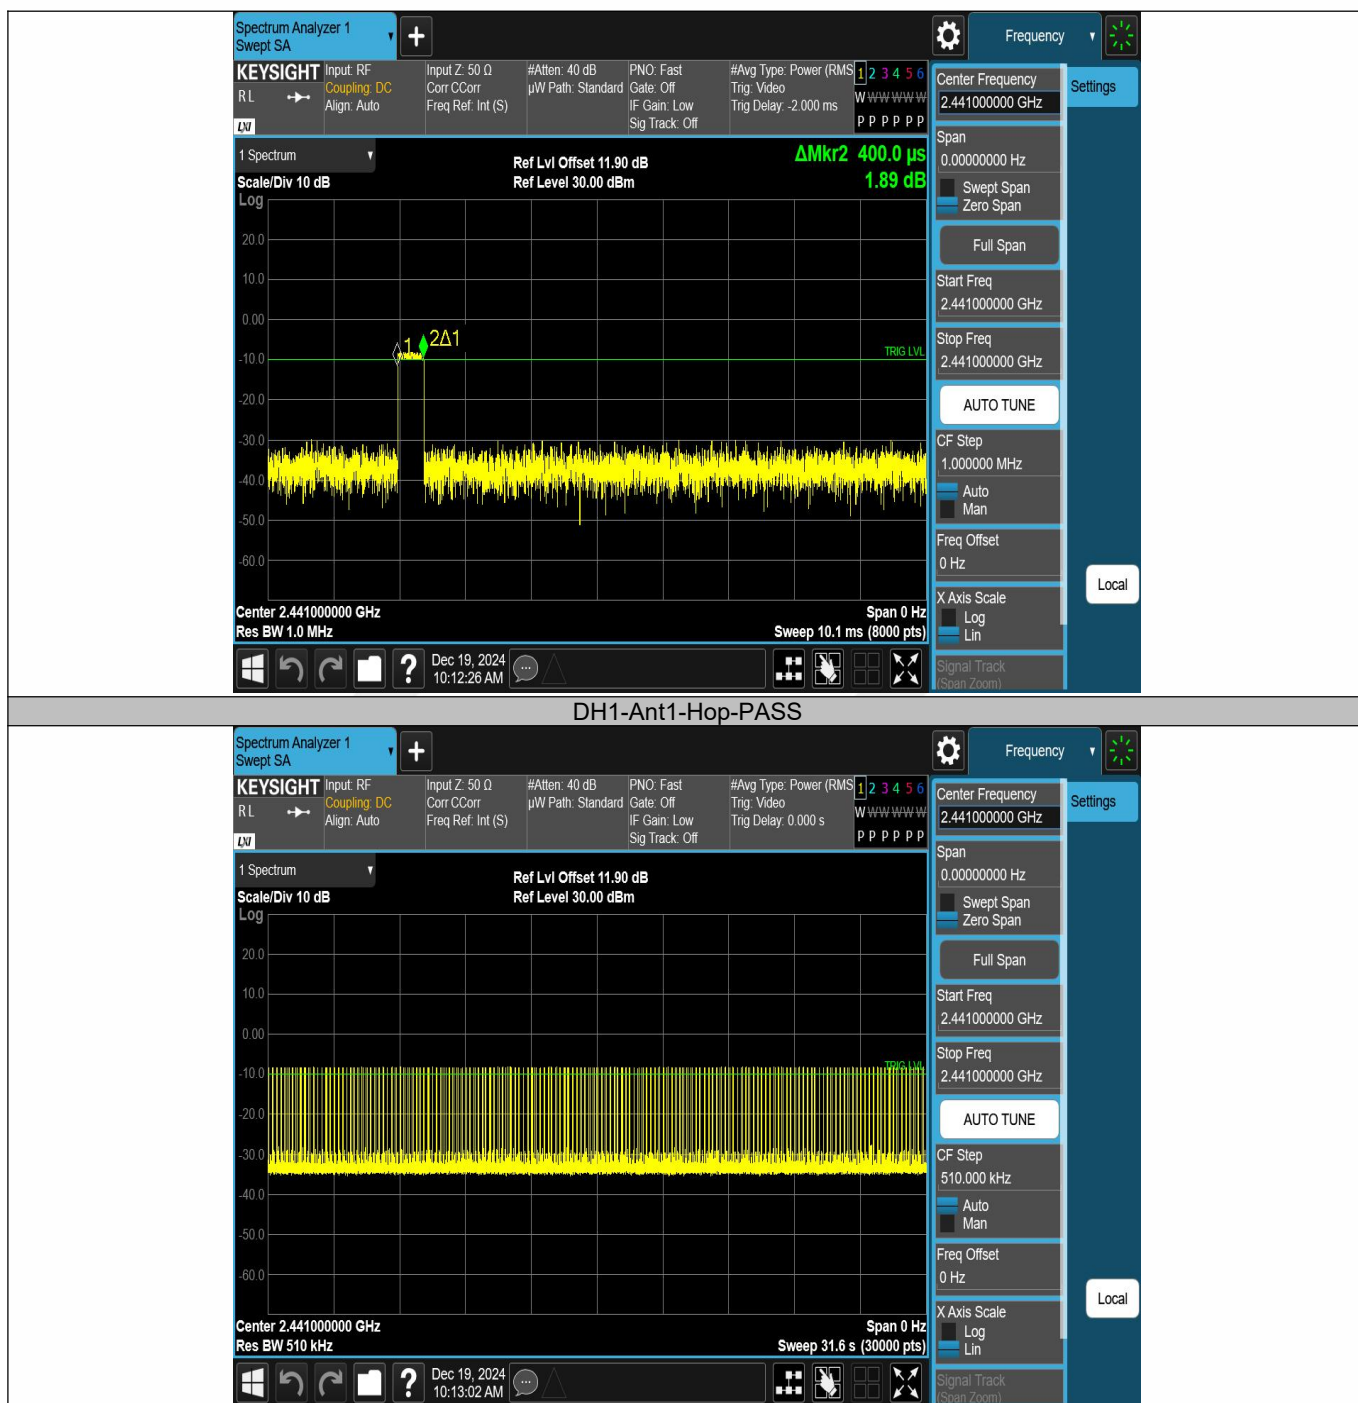 Spectrum Analyzer 1
Swept SA
Frequency
KEYSIGHT
R L
LXI
Input: RF
Coupling: DC
Align: Auto
Input Z: 50 Ω
Corr CCorr
Freq Ref: Int (S)
#Atten: 40 dB
µW Path: Standard
PNO: Fast
Gate: Off
IF Gain: Low
Sig Track: Off
#Avg Type: Power (RMS
Trig: Video
Trig Delay: -2.000 ms
1 2 3 4 5 6
W W W W W W
P P P P P P
1 Spectrum
Scale/Div 10 dB
Log
Ref Lvl Offset 11.90 dB
Ref Level 30.00 dBm
ΔMkr2 400.0 µs
1.89 dB
20.0
10.0
0.00
-10.0
-20.0
-30.0
-40.0
-50.0
-60.0
1
2Δ1
TRIG LVL
Center 2.441000000 GHz
Res BW 1.0 MHz
Span 0 Hz
Sweep 10.1 ms (8000 pts)
Dec 19, 2024
10:12:26 AM
Center Frequency
2.441000000 GHz
Settings
Span
0.00000000 Hz
Swept Span
Zero Span
Full Span
Start Freq
2.441000000 GHz
Stop Freq
2.441000000 GHz
AUTO TUNE
CF Step
1.000000 MHz
Auto
Man
Freq Offset
0 Hz
X Axis Scale
Log
Lin
Local
Signal Track
(Span Zoom)
DH1-Ant1-Hop-PASS
Spectrum Analyzer 1
Swept SA
Frequency
KEYSIGHT
R L
LXI
Input: RF
Coupling: DC
Align: Auto
Input Z: 50 Ω
Corr CCorr
Freq Ref: Int (S)
#Atten: 40 dB
µW Path: Standard
PNO: Fast
Gate: Off
IF Gain: Low
Sig Track: Off
#Avg Type: Power (RMS
Trig: Video
Trig Delay: 0.000 s
1 2 3 4 5 6
W W W W W W
P P P P P P
1 Spectrum
Scale/Div 10 dB
Log
Ref Lvl Offset 11.90 dB
Ref Level 30.00 dBm
20.0
10.0
0.00
-10.0
-20.0
-30.0
-40.0
-50.0
-60.0
TRIG LVL
Center 2.441000000 GHz
Res BW 510 kHz
Span 0 Hz
Sweep 31.6 s (30000 pts)
Dec 19, 2024
10:13:02 AM
Center Frequency
2.441000000 GHz
Settings
Span
0.00000000 Hz
Swept Span
Zero Span
Full Span
Start Freq
2.441000000 GHz
Stop Freq
2.441000000 GHz
AUTO TUNE
CF Step
510.000 kHz
Auto
Man
Freq Offset
0 Hz
X Axis Scale
Log
Lin
Local
Signal Track
(Span Zoom)